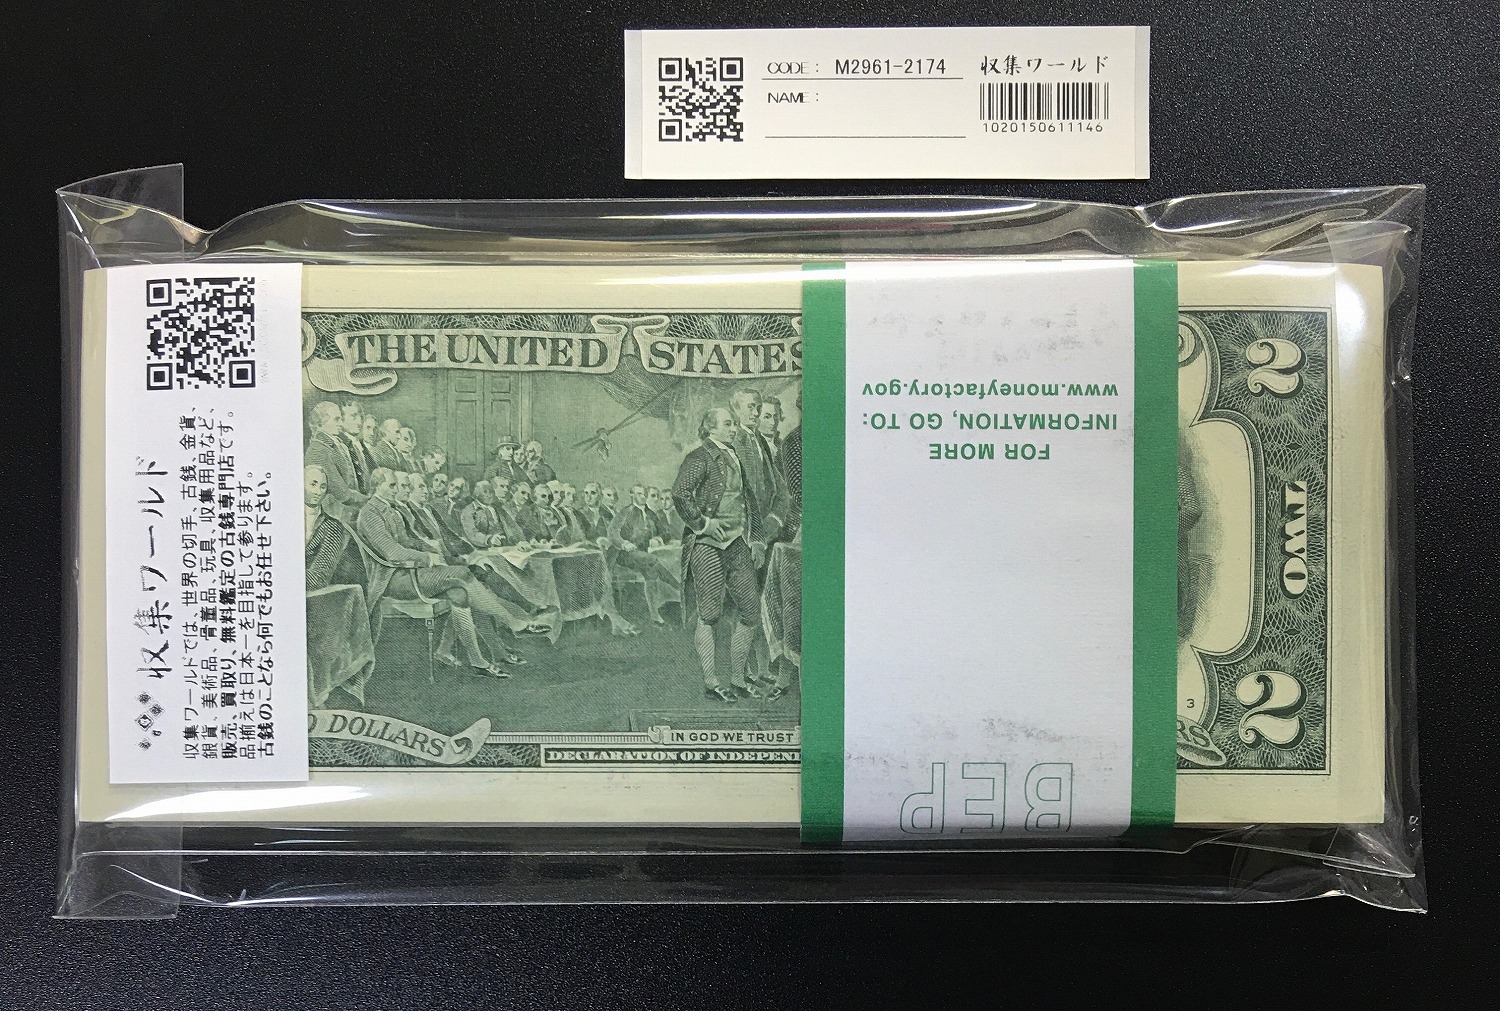 CODE: M2961-2174
NAME:
収集ワールド
1020150611146
収集ワールド
収集ワールドでは、世界の切手、古銭、金貨、
銀貨、美術品、骨董品、玩具、収集用品など、
販売、買取り、無料鑑定の古銭専門店です。
品揃えは日本一を目指して参ります。
古銭のことなら何でもお任せ下さい。
THE UNITED STATES
O DOLLARS
IN GOD WE TRUST
DECLARATION OF INDEPEN
FOR MORE
INFORMATION, GO TO:
www.moneyfactory.gov
BEP
2
TWO
3
RS
2